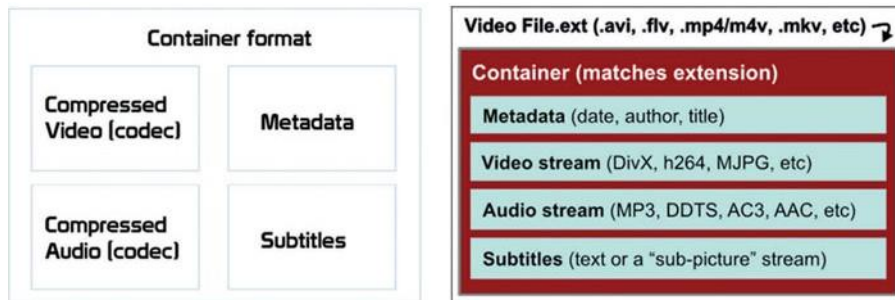 Container format
Compressed
Video (codec)
Metadata
Compressed
Audio (codec)
Subtitles
Video File.ext (.avi, .flv, .mp4/m4v, .mkv, etc)
Container (matches extension)
Metadata (date, author, title)
Video stream (DivX, h264, MJPG, etc)
Audio stream (MP3, DDTS, AC3, AAC, etc)
Subtitles (text or a “sub-picture” stream)